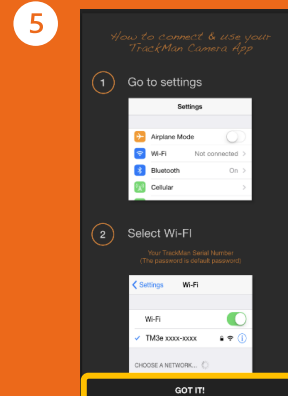 5
How to connect & use your
TrackMan Camera App
1 Go to settings
Settings
Airplane Mode
Wi-Fi Not connected
Bluetooth On
Cellular
2 Select Wi-FI
Your TrackMan Serial Number
(The password is default password)
Settings Wi-Fi
Wi-Fi
TM3e xxxx-xxxx
CHOOSE A NETWORK...
GOT IT!